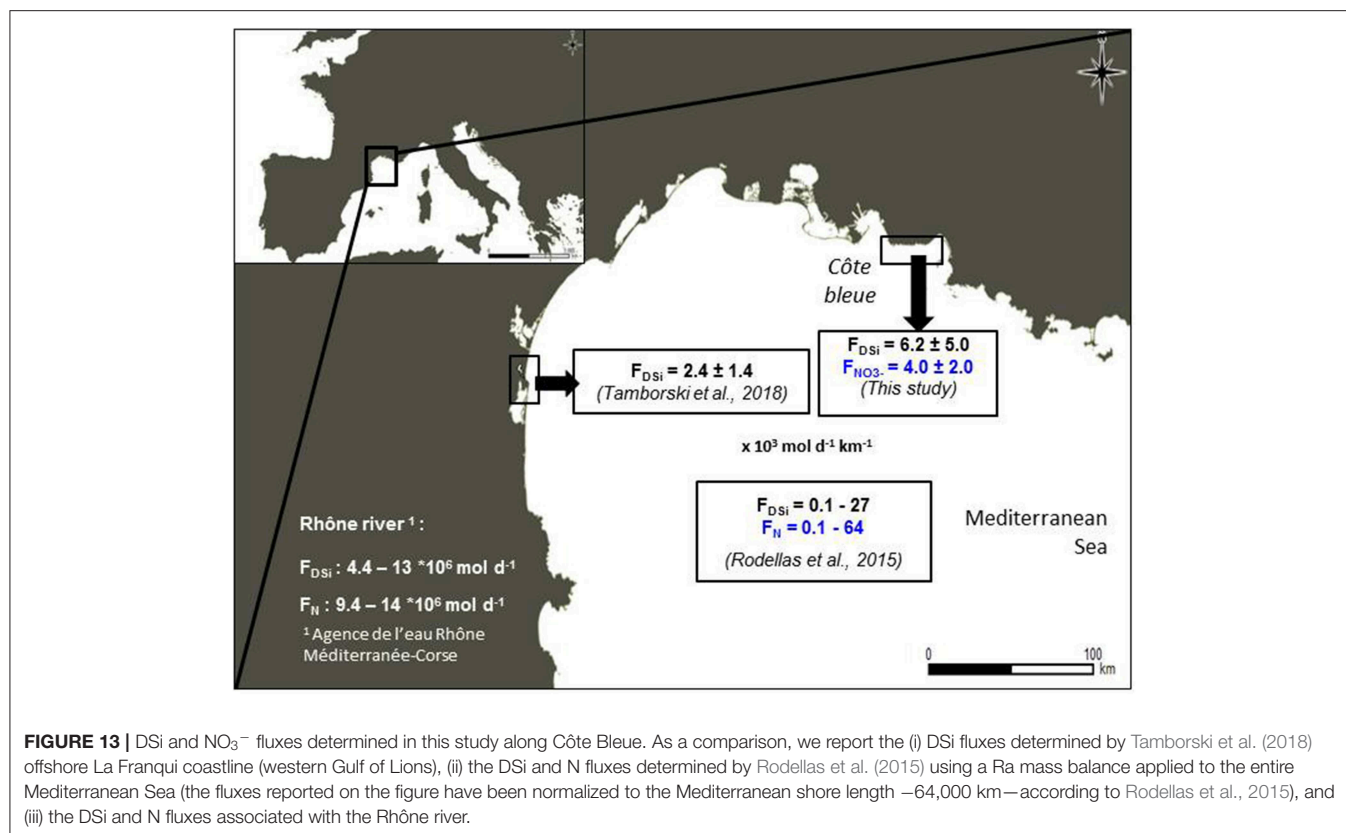 Côte
bleue
F_DSi = 6.2 ± 5.0
F_NO3- = 4.0 ± 2.0
(This study)
F_DSi = 2.4 ± 1.4
(Tamborski et al., 2018)
x 10³ mol d⁻¹ km⁻¹
F_DSi = 0.1 - 27
F_N = 0.1 - 64
(Rodellas et al., 2015)
Mediterranean
Sea
Rhône river ¹ :
F_DSi : 4.4 – 13 *10⁶ mol d⁻¹
F_N : 9.4 – 14 *10⁶ mol d⁻¹
¹ Agence de l'eau Rhône
Méditerranée-Corse
0 100
km
FIGURE 13 | DSi and NO₃⁻ fluxes determined in this study along Côte Bleue. As a comparison, we report the (i) DSi fluxes determined by Tamborski et al. (2018)
offshore La Franqui coastline (western Gulf of Lions), (ii) the DSi and N fluxes determined by Rodellas et al. (2015) using a Ra mass balance applied to the entire
Mediterranean Sea (the fluxes reported on the figure have been normalized to the Mediterranean shore length –64,000 km—according to Rodellas et al., 2015), and
(iii) the DSi and N fluxes associated with the Rhône river.